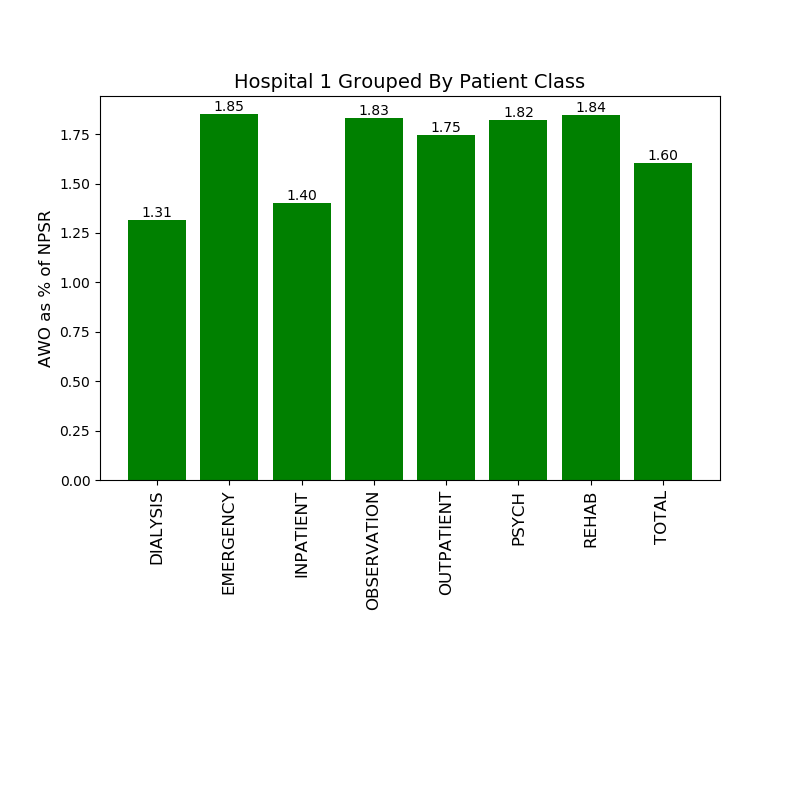 Hospital 1 Grouped By Patient Class
AWO as % of NPSR
1.75
1.50
1.25
1.00
0.75
0.50
0.25
0.00
1.31
1.85
1.40
1.83
1.75
1.82
1.84
1.60
DIALYSIS
EMERGENCY
INPATIENT
OBSERVATION
OUTPATIENT
PSYCH
REHAB
TOTAL